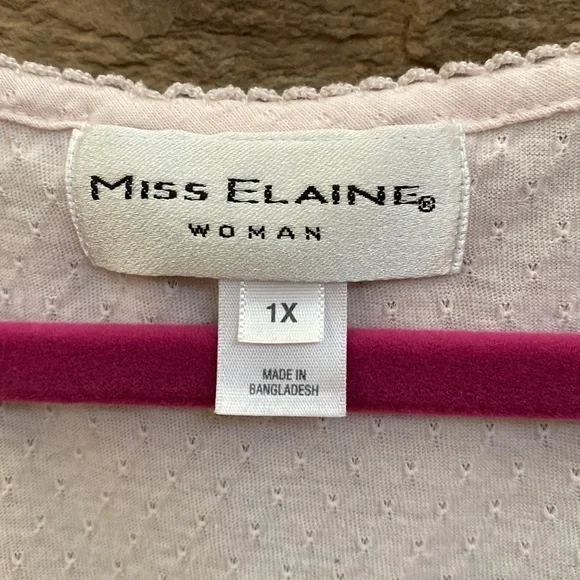 MISS ELAINE®
WOMAN
1X
MADE IN
BANGLADESH